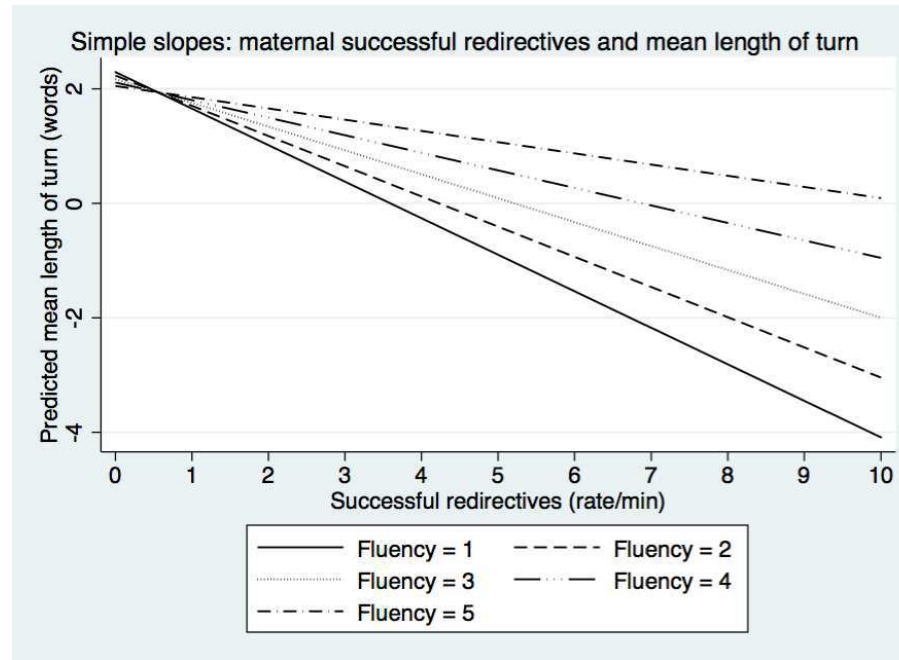 Simple slopes: maternal successful redirectives and mean length of turn
Predicted mean length of turn (words)
2
0
-2
-4
0 1 2 3 4 5 6 7 8 9 10
Successful redirectives (rate/min)
Fluency = 1 Fluency = 2
Fluency = 3 Fluency = 4
Fluency = 5